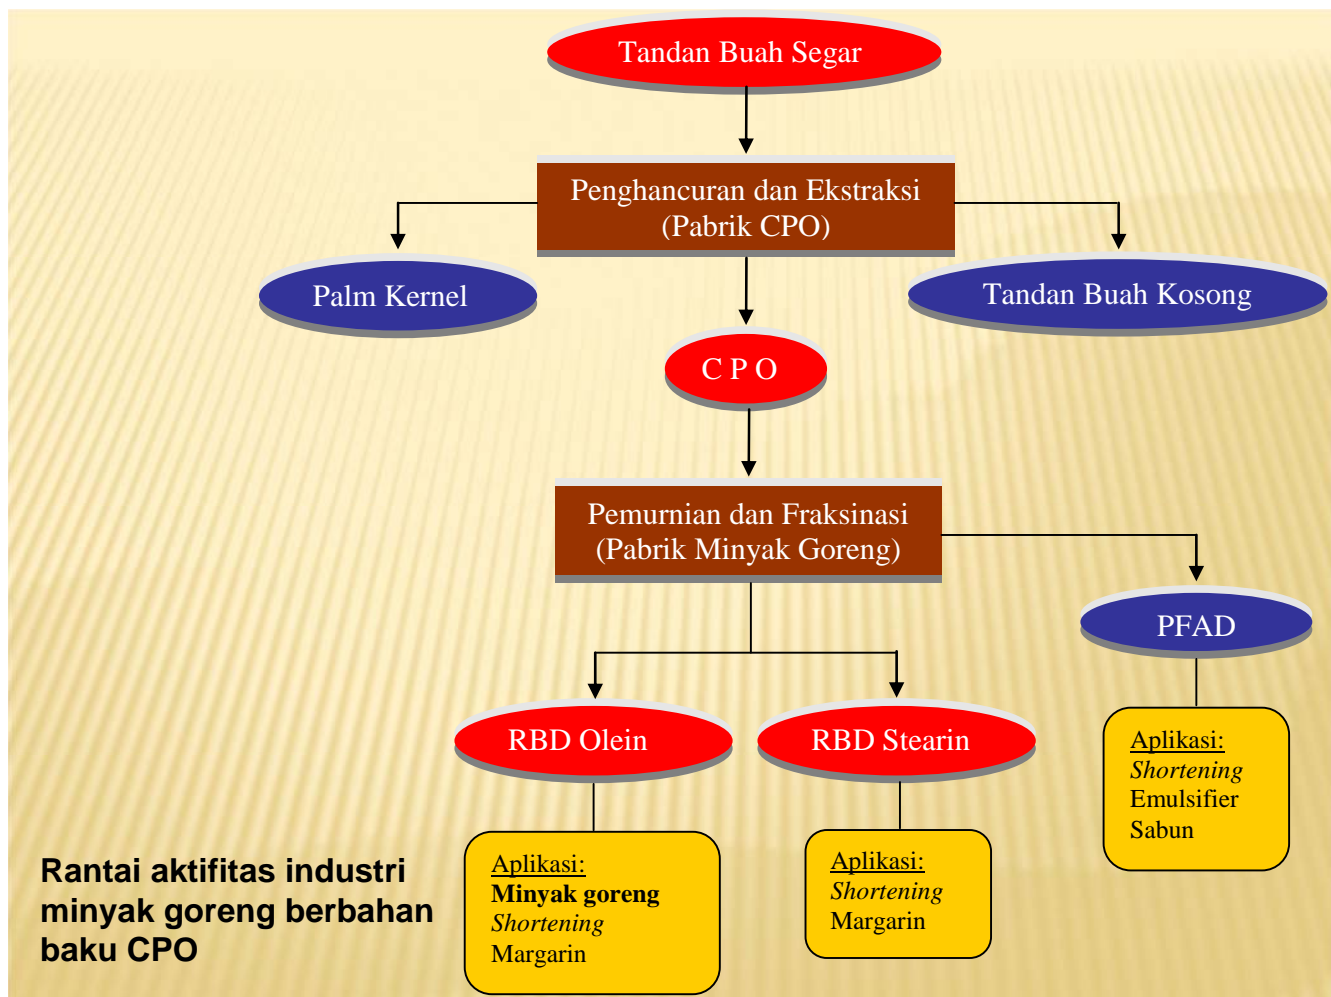 Tandan Buah Segar
Penghancuran dan Ekstraksi
(Pabrik CPO)
Palm Kernel
Tandan Buah Kosong
C P O
Pemurnian dan Fraksinasi
(Pabrik Minyak Goreng)
PFAD
RBD Olein
RBD Stearin
Aplikasi:
Shortening
Emulsifier
Sabun
Aplikasi:
Minyak goreng
Shortening
Margarin
Aplikasi:
Shortening
Margarin
Rantai aktifitas industri
minyak goreng berbahan
baku CPO